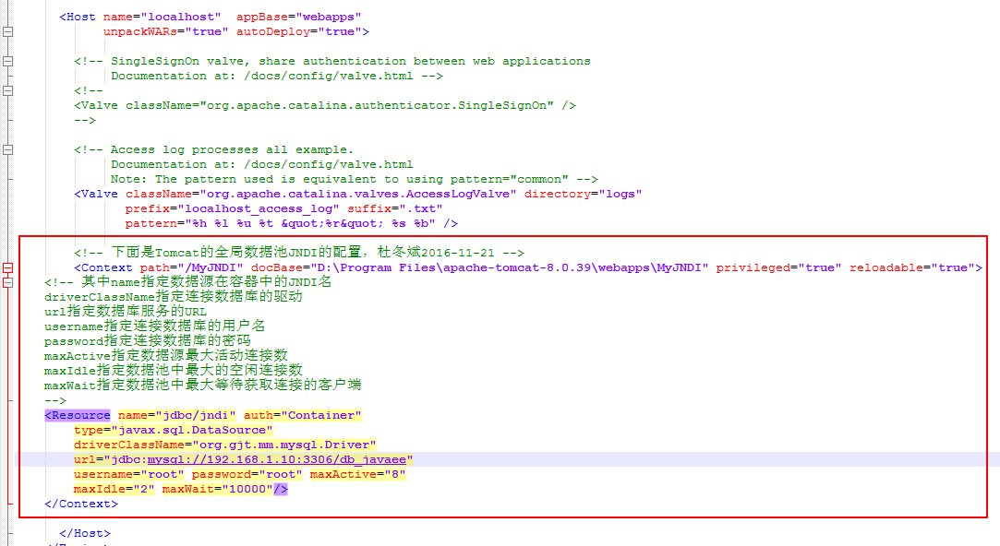 <Host name="localhost"  appBase="webapps"
unpackWARs="true" autoDeploy="true">
<!-- SingleSignOn valve, share authentication between web applications
Documentation at: /docs/config/valve.html -->
<!--
<Valve className="org.apache.catalina.authenticator.SingleSignOn" />
-->
<!-- Access log processes all example.
Documentation at: /docs/config/valve.html
Note: The pattern used is equivalent to using pattern="common" -->
<Valve className="org.apache.catalina.valves.AccessLogValve" directory="logs"
prefix="localhost_access_log" suffix=".txt"
pattern="%h %l %u %t &quot;%r&quot; %s %b" />
<!-- 下面是Tomcat的全局数据池JNDI的配置，杜冬斌2016-11-21 -->
<Context path="/MyJNDI" docBase="D:\Program Files\apache-tomcat-8.0.39\webapps\MyJNDI" privileged="true" reloadable="true">
<!-- 其中name指定数据源在容器中的JNDI名
driverClassName指定连接数据库的驱动
url指定数据库服务的URL
username指定连接数据库的用户名
password指定连接数据库的密码
maxActive指定数据源最大活动连接数
maxIdle指定数据池中最大的空闲连接数
maxWait指定数据池中最大等待获取连接的客户端
-->
<Resource name="jdbc/jndi" auth="Container"
type="javax.sql.DataSource"
driverClassName="org.gjt.mm.mysql.Driver"
url="jdbc:mysql://192.168.1.10:3306/db_javaee"
username="root" password="root" maxActive="8"
maxIdle="2" maxWait="10000"/>
</Context>
</Host>